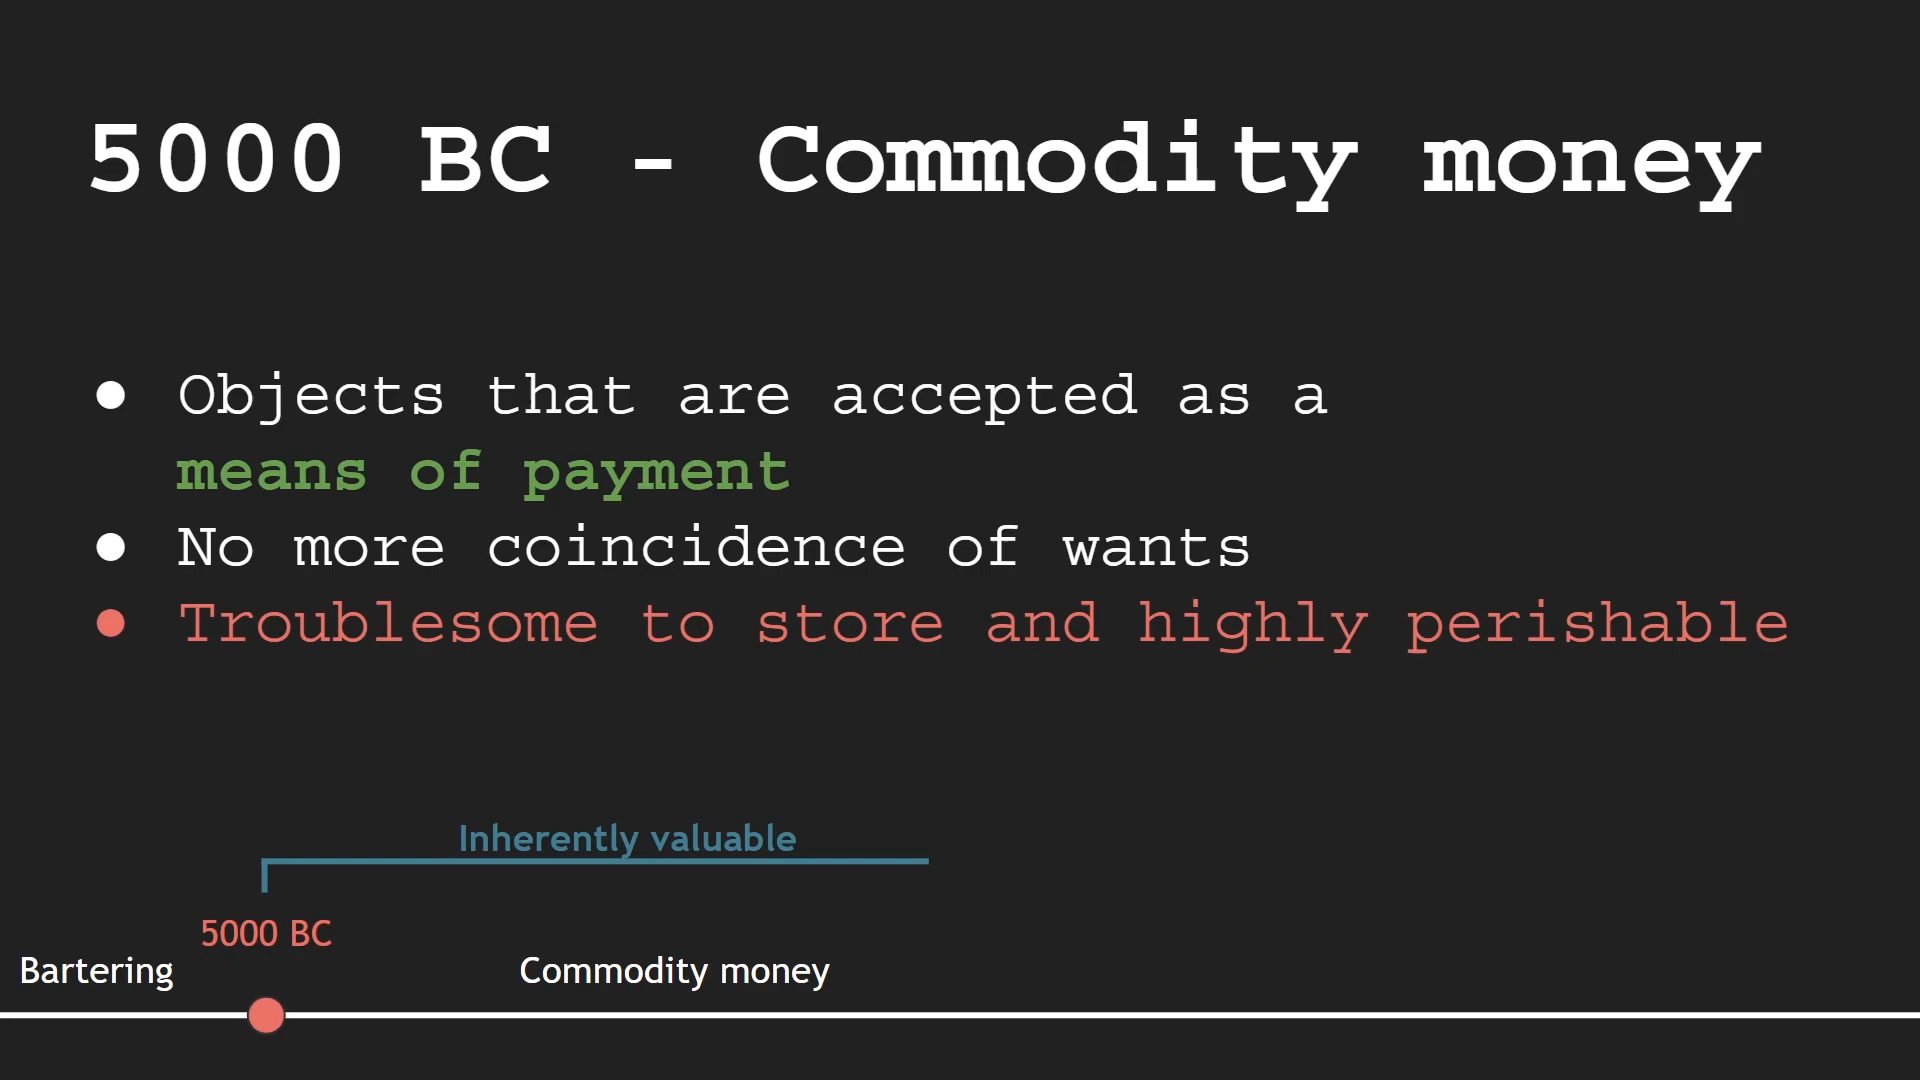 5000 BC - Commodity money
● Objects that are accepted as a
means of payment
● No more coincidence of wants
● Troublesome to store and highly perishable
Inherently valuable
5000 BC
Bartering
Commodity money